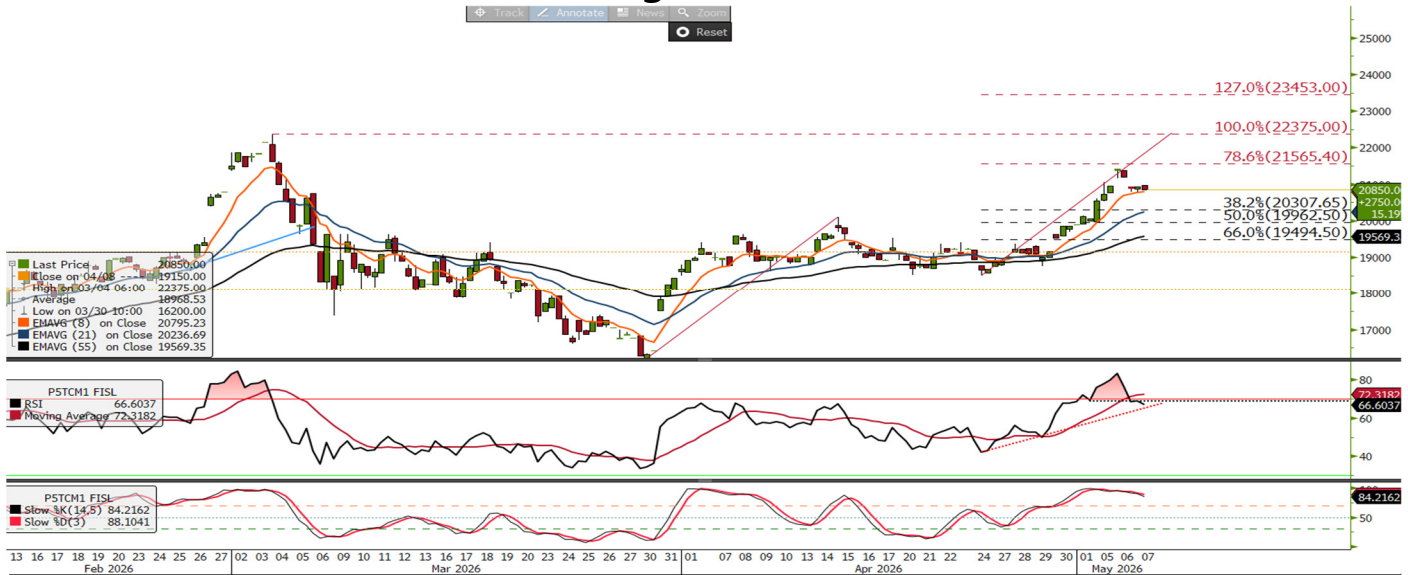 Track Annotate News Zoom
Reset
25000
24000
127.0%(23453.00)
23000
100.0%(22375.00)
22000
78.6%(21565.40)
20850.0
+2750.00
15.19
38.2%(20307.65)
50.0%(19962.50)
20000
66.0%(19494.50)
19569.3
19000
18000
17000
Last Price 20850.00
Close on 04/08 19150.00
High on 03/04 06:00 22375.00
Average 18968.53
Low on 03/30 10:00 16200.00
EMAVG (8) on Close 20795.23
EMAVG (21) on Close 20236.69
EMAVG (55) on Close 19569.35
P5TCM1 FISL
RSI 66.6037
Moving Average 72.3182
80
72.3182
66.6037
60
40
P5TCM1 FISL
Slow %K(14,5) 84.2162
Slow %D(3) 88.1041
84.2162
50
13 16 17 18 19 20 23 24 25 26 27 02 03 04 05 06 09 10 11 12 13 16 17 18 19 20 23 24 25 26 27 30 31 01 07 08 09 10 13 14 15 16 17 20 21 22 24 27 28 29 30 01 05 06 07
Feb 2026 Mar 2026 Apr 2026 May 2026